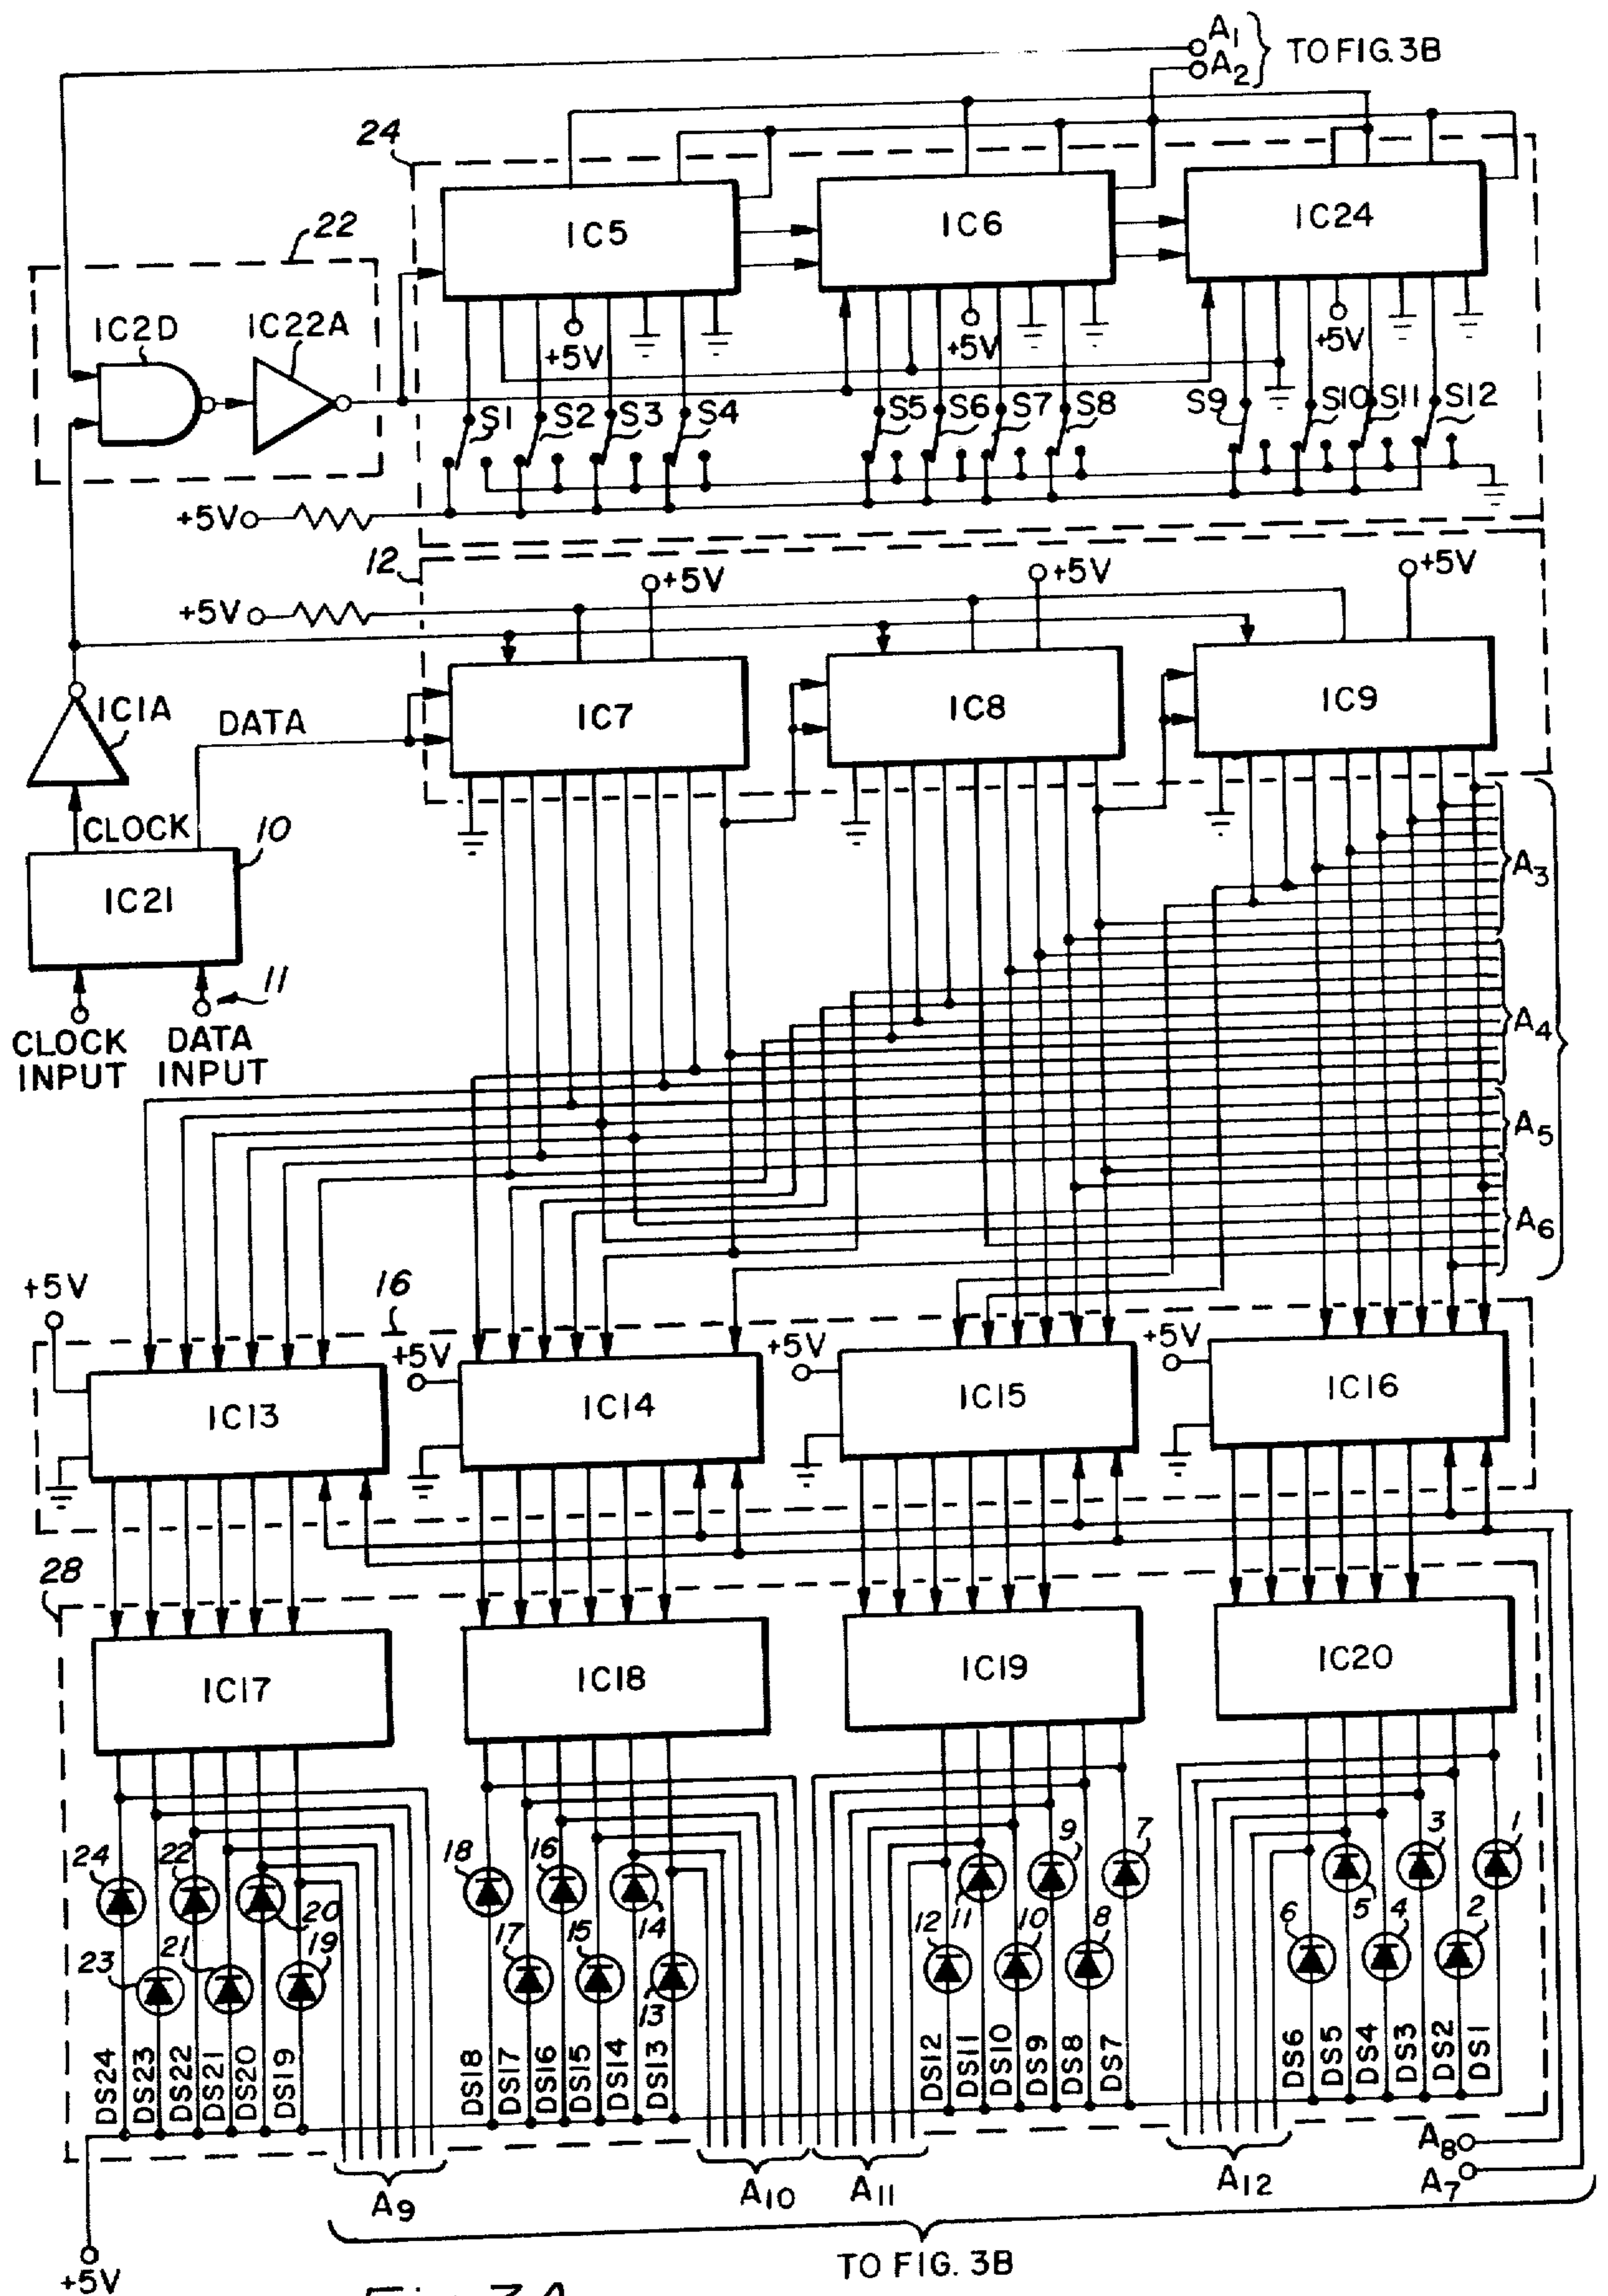 A1
A2
TO FIG. 3B
24
22
IC5
IC6
IC24
IC2D
IC22A
+5V
+5V
+5V
S1
S2
S3
S4
S5
S6
S7
S8
S9
S10
S11
S12
+5V
12
+5V
+5V
+5V
+5V
IC1A
DATA
IC7
IC8
IC9
CLOCK
10
A3
IC21
11
CLOCK INPUT
DATA INPUT
A4
A5
A6
+5V
16
+5V
+5V
+5V
IC13
IC14
IC15
IC16
28
IC17
IC18
IC19
IC20
24
22
20
18
16
14
11
9
7
5
3
1
23
21
19
17
15
13
12
10
8
6
4
2
DS24
DS23
DS22
DS21
DS20
DS19
DS18
DS17
DS16
DS15
DS14
DS13
DS12
DS11
DS10
DS9
DS8
DS7
DS6
DS5
DS4
DS3
DS2
DS1
A8
A7
A9
A10
A11
A12
+5V
TO FIG. 3B